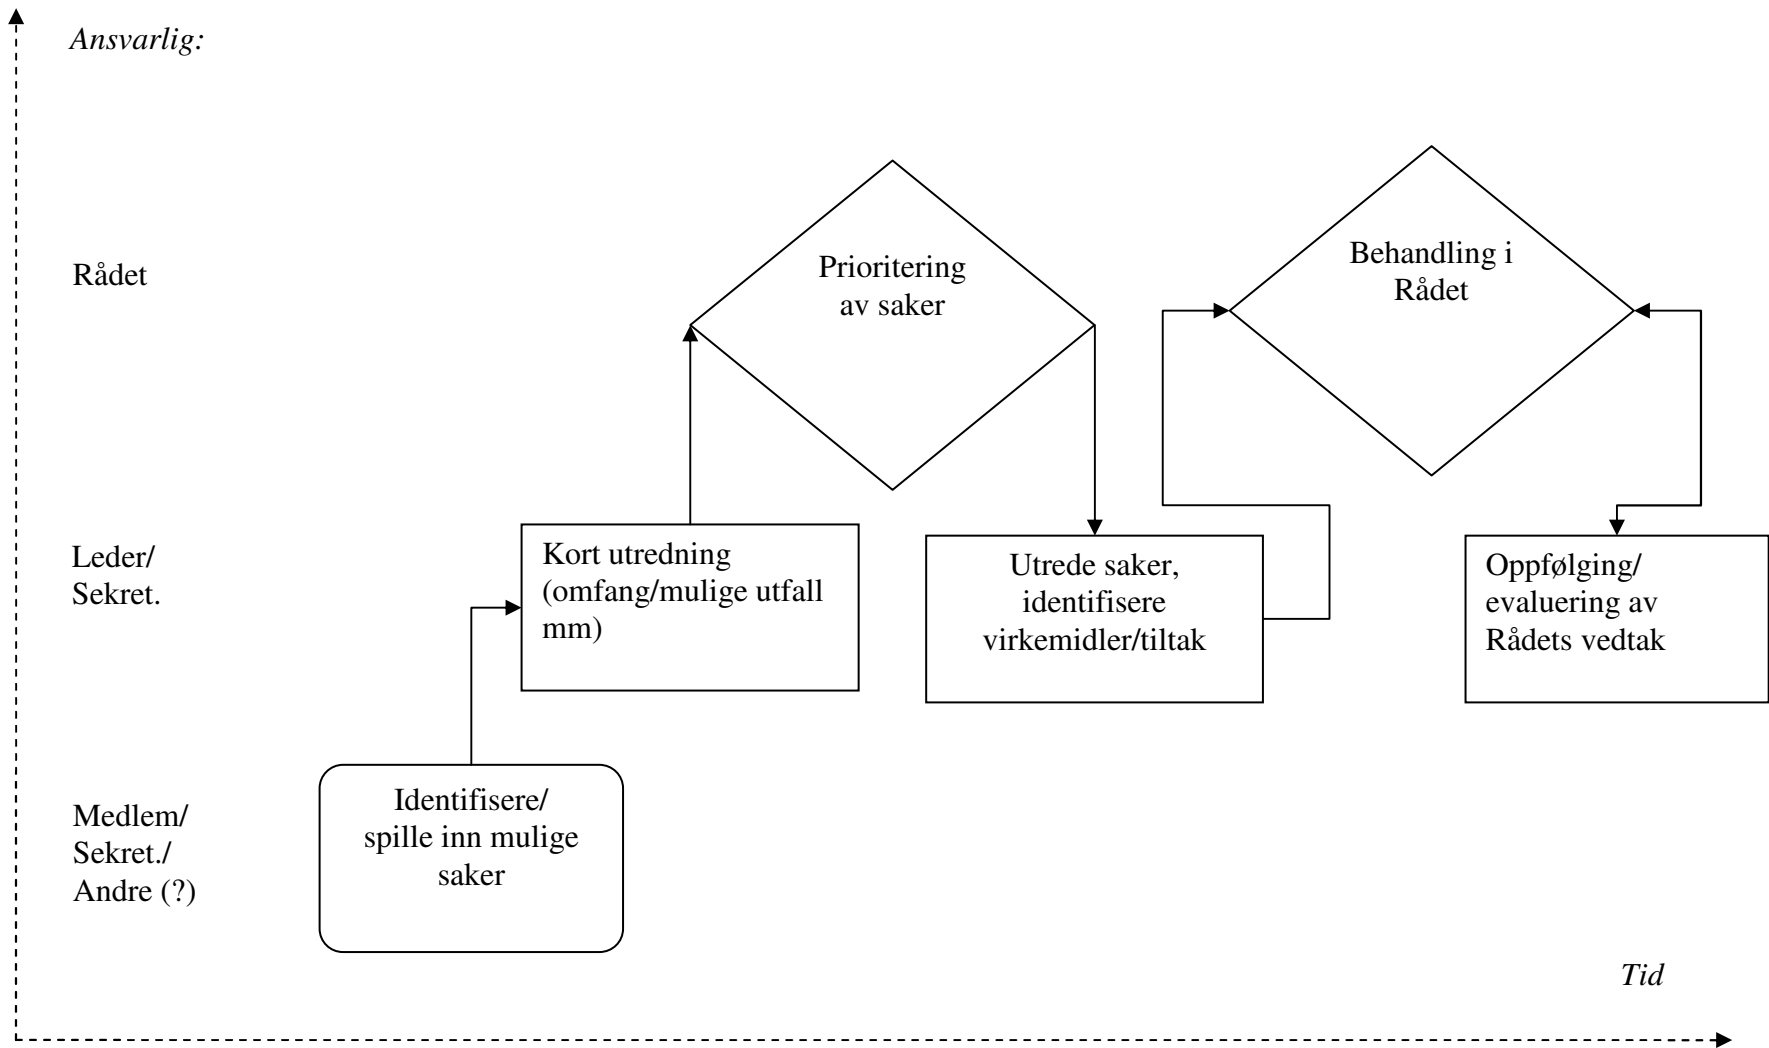 Ansvarlig:
Rådet
Prioritering
av saker
Behandling i
Rådet
Leder/
Sekret.
Kort utredning
(omfang/mulige utfall
mm)
Utrede saker,
identifisere
virkemidler/tiltak
Oppfølging/
evaluering av
Rådets vedtak
Medlem/
Sekret./
Andre (?)
Identifisere/
spille inn mulige
saker
Tid